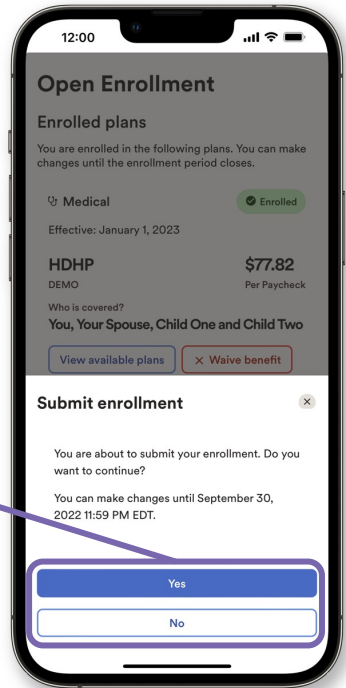 12:00
Open Enrollment
Enrolled plans
You are enrolled in the following plans. You can make
changes until the enrollment period closes.
Medical
Enrolled
Effective: January 1, 2023
HDHP
$77.82
DEMO
Per Paycheck
Who is covered?
You, Your Spouse, Child One and Child Two
View available plans
Waive benefit
Submit enrollment
You are about to submit your enrollment. Do you
want to continue?
You can make changes until September 30,
2022 11:59 PM EDT.
Yes
No